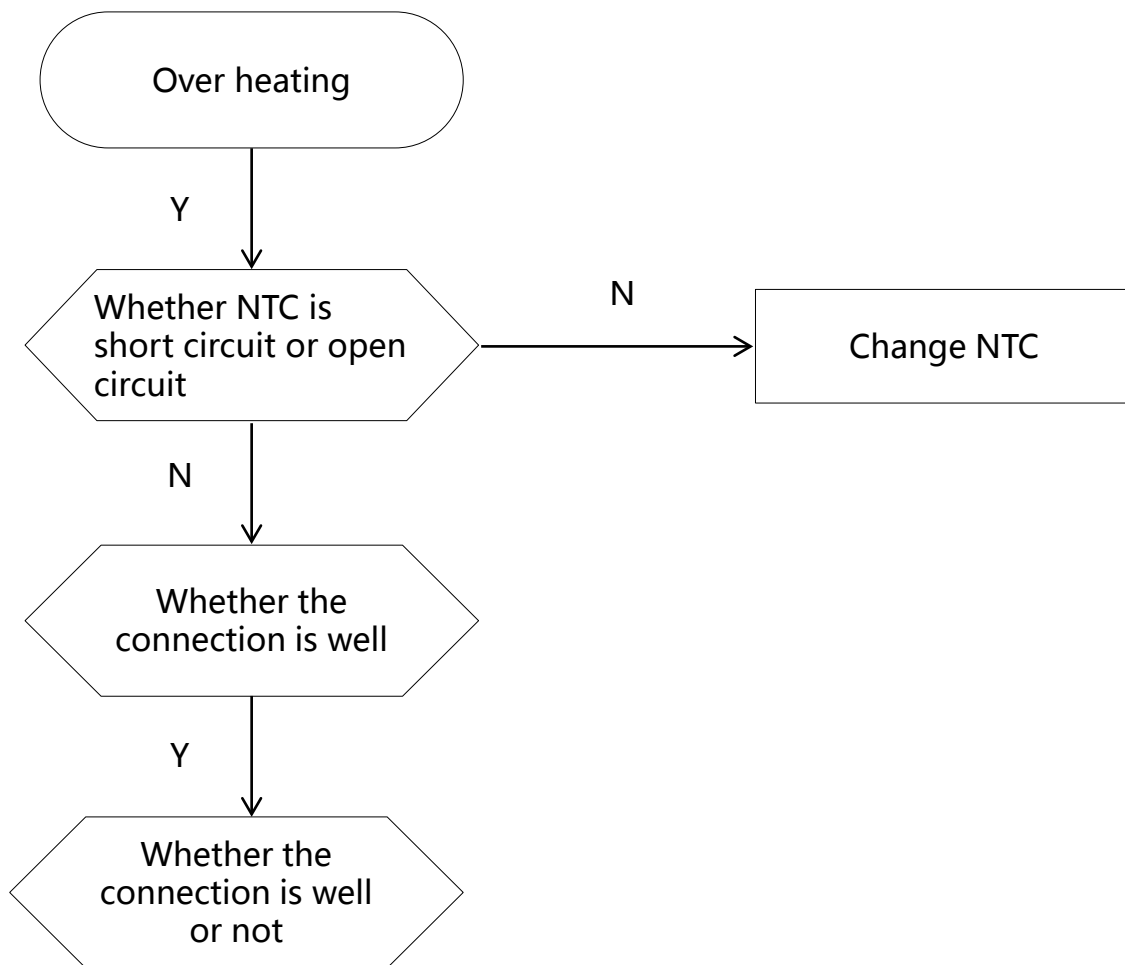 Over heating
Y
Whether NTC is
short circuit or open
circuit
N
Change NTC
N
Whether the
connection is well
Y
Whether the
connection is well
or not